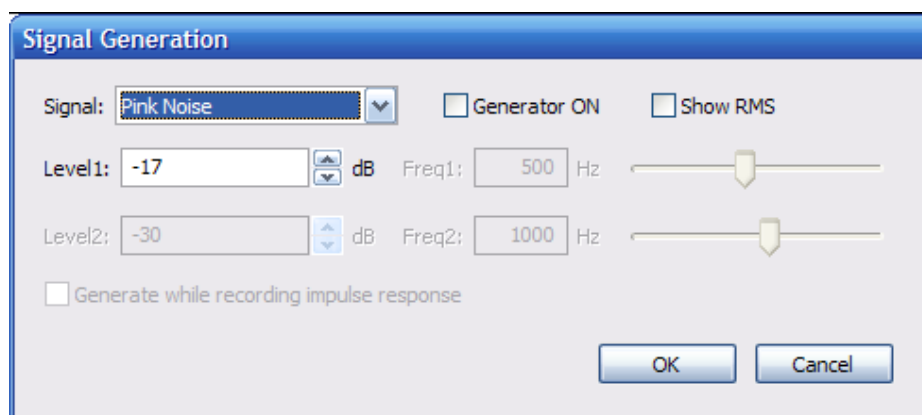 Signal Generation
Signal: Pink Noise Generator ON Show RMS
Level1: -17 dB Freq1: 500 Hz
Level2: -30 dB Freq2: 1000 Hz
Generate while recording impulse response
OK Cancel